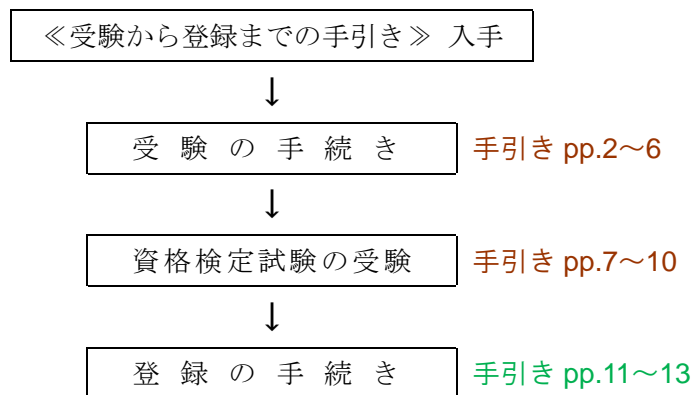 ≪受験から登録までの手引き≫ 入手
↓
受 験 の 手 続 き 手引き pp.2～6
↓
資格検定試験の受験 手引き pp.7～10
↓
登 録 の 手 続 き 手引き pp.11～13